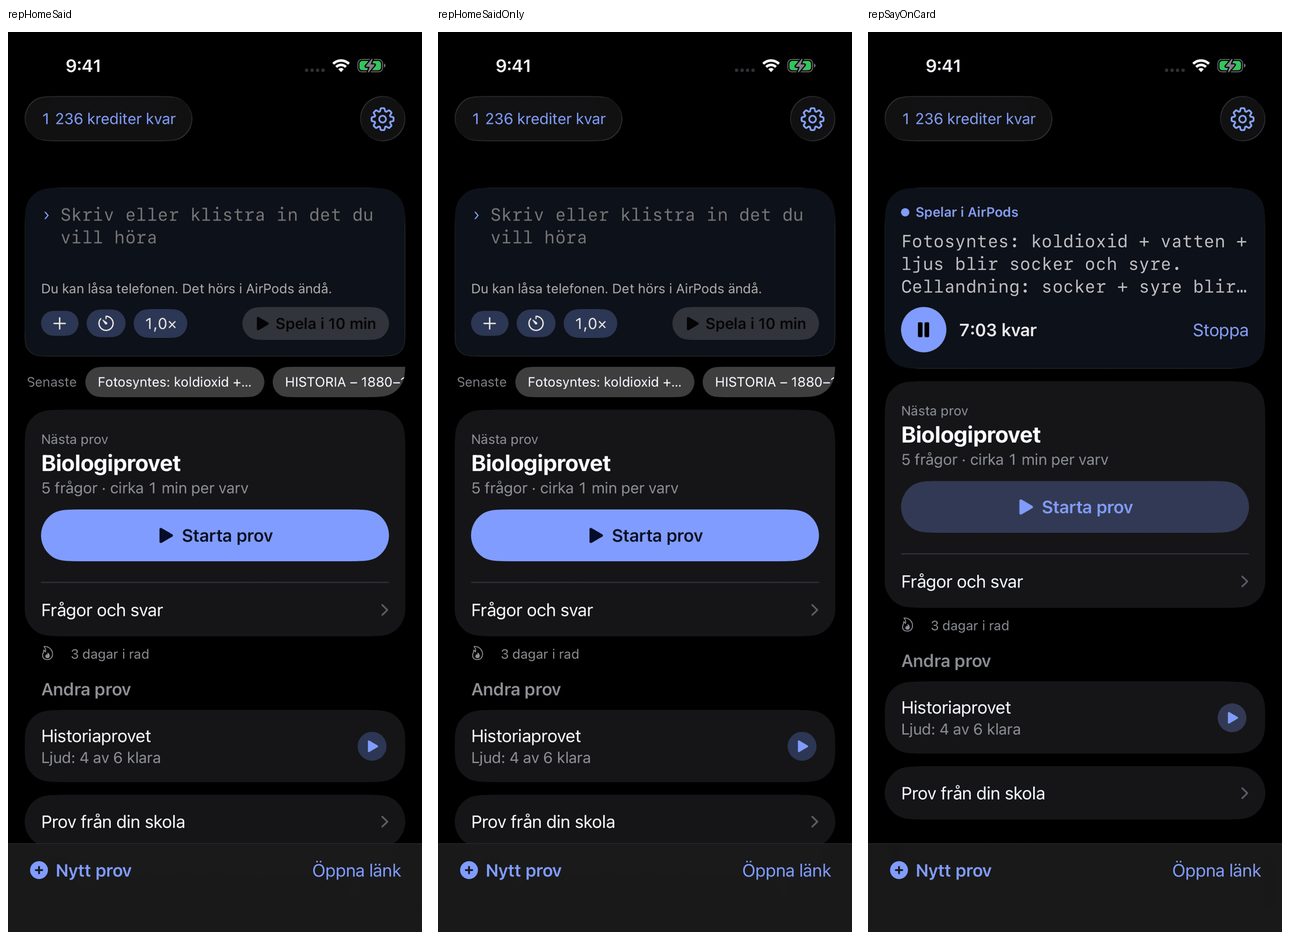 repHomeSaid
9:41
1 236 krediter kvar
› Skriv eller klistra in det du
vill höra
Du kan låsa telefonen. Det hörs i AirPods ändå.
1,0×
Spela i 10 min
Senaste
Fotosyntes: koldioxid +...
HISTORIA – 1880–
Nästa prov
Biologiprovet
5 frågor · cirka 1 min per varv
Starta prov
Frågor och svar
3 dagar i rad
Andra prov
Historiaprovet
Ljud: 4 av 6 klara
Prov från din skola
Nytt prov
Öppna länk
repHomeSaidOnly
9:41
1 236 krediter kvar
› Skriv eller klistra in det du
vill höra
Du kan låsa telefonen. Det hörs i AirPods ändå.
1,0×
Spela i 10 min
Senaste
Fotosyntes: koldioxid +...
HISTORIA – 1880–
Nästa prov
Biologiprovet
5 frågor · cirka 1 min per varv
Starta prov
Frågor och svar
3 dagar i rad
Andra prov
Historiaprovet
Ljud: 4 av 6 klara
Prov från din skola
Nytt prov
Öppna länk
repSayOnCard
9:41
1 236 krediter kvar
Spelar i AirPods
Fotosyntes: koldioxid + vatten +
ljus blir socker och syre.
Cellandning: socker + syre blir…
7:03 kvar
Stoppa
Nästa prov
Biologiprovet
5 frågor · cirka 1 min per varv
Starta prov
Frågor och svar
3 dagar i rad
Andra prov
Historiaprovet
Ljud: 4 av 6 klara
Prov från din skola
Nytt prov
Öppna länk